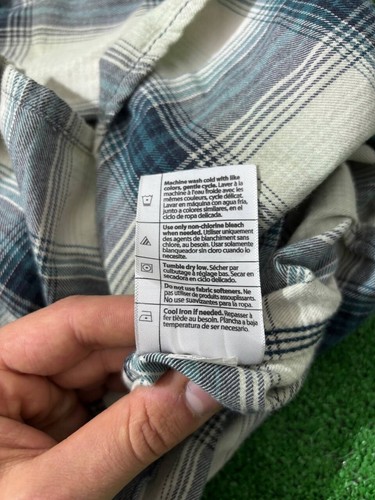 Machine wash cold with like
colors, gentle cycle. Laver à la
machine à l'eau froide avec les
mêmes couleurs, cycle délicat.
Lavar en máquina con agua fría,
junto a colores similares, en el
ciclo de ropa delicada.
Use only non-chlorine bleach
when needed. Utiliser uniquement
des agents de blanchiment sans
chlore, au besoin. Usar solamente
blanqueador sin cloro cuando lo
necesite.
Tumble dry low. Sécher par
culbutage à réglage bas. Secar en
secadora en ciclo bajo.
Do not use fabric softeners. Ne
pas utiliser de produits assouplissants.
No use suavizantes para la ropa.
Cool Iron if needed. Repasser à
fer tiède au besoin. Plancha a baja
temperatura de ser necesario.